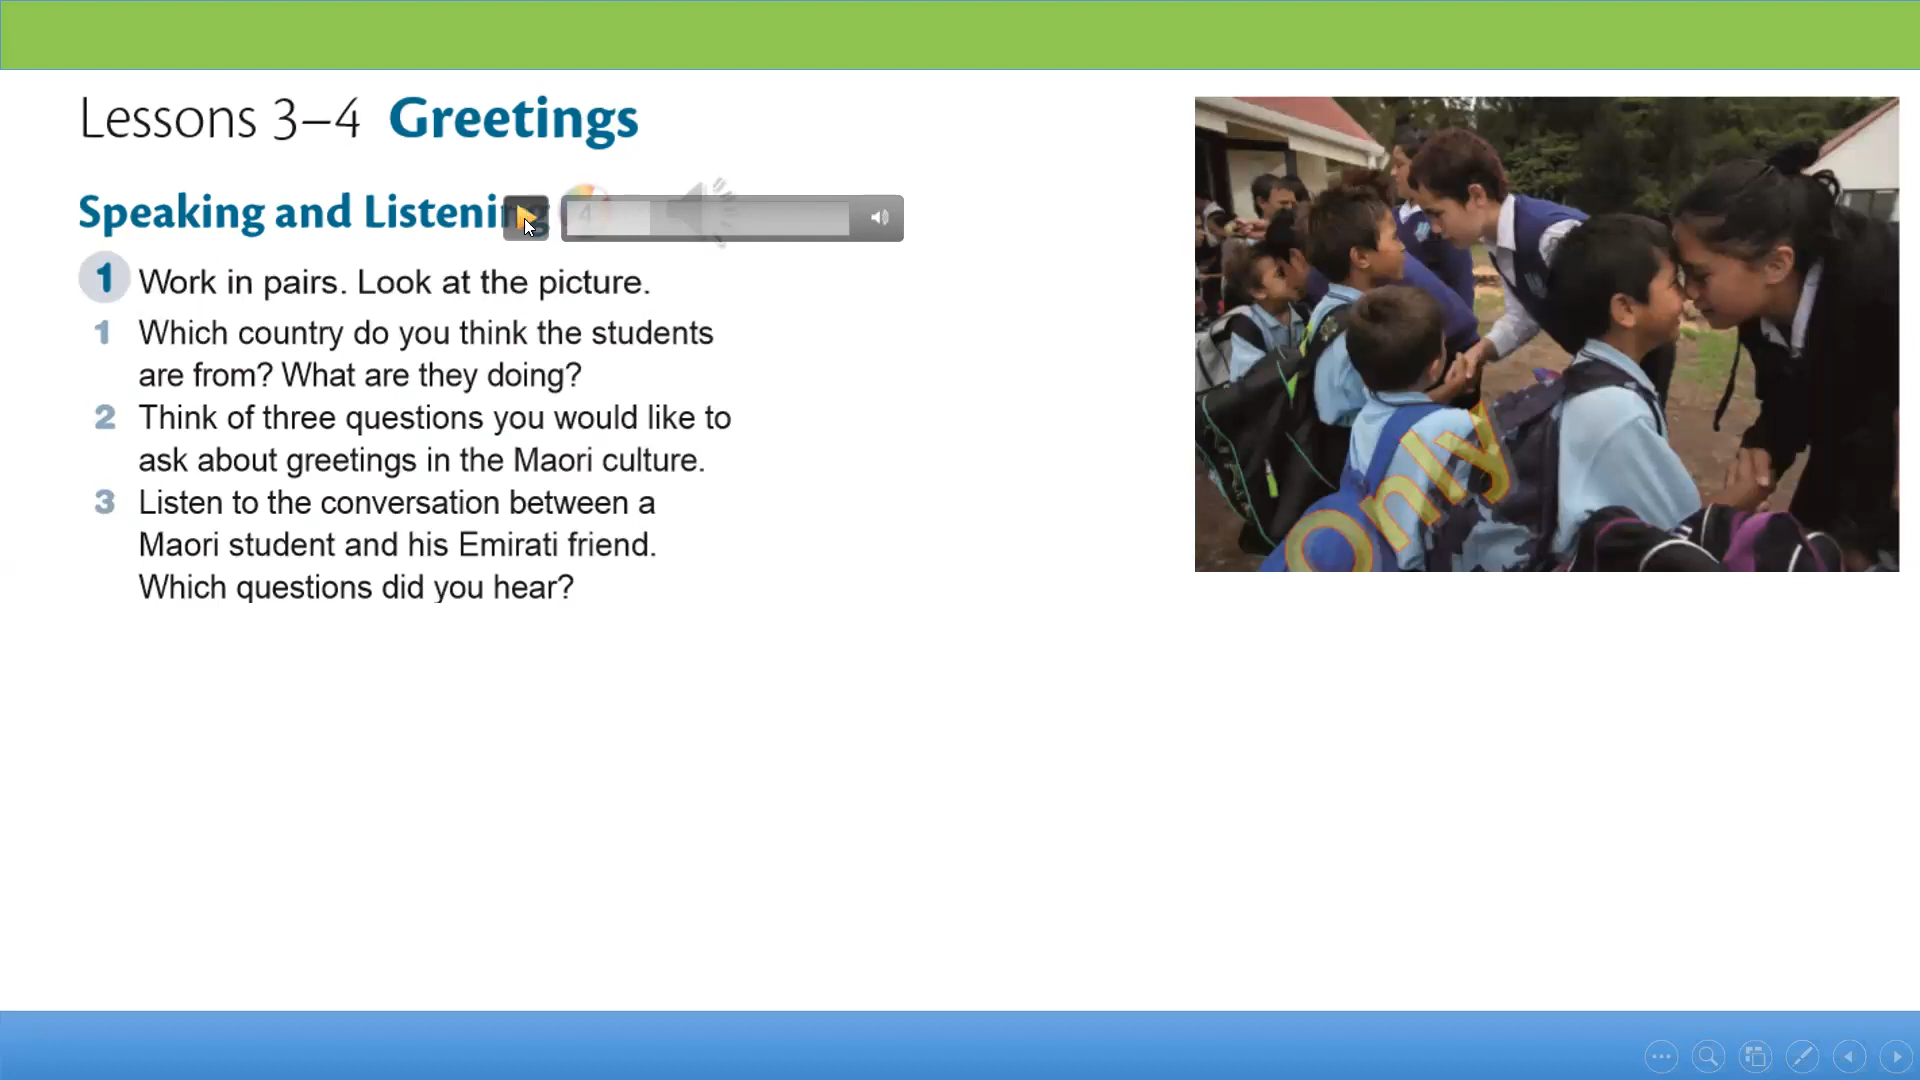 Lessons 3–4 Greetings
Speaking and Listening 4
1 Work in pairs. Look at the picture.
1 Which country do you think the students
are from? What are they doing?
2 Think of three questions you would like to
ask about greetings in the Maori culture.
3 Listen to the conversation between a
Maori student and his Emirati friend.
Which questions did you hear?
Only